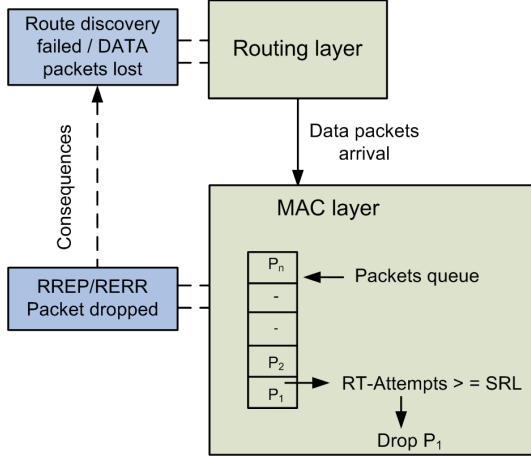 Route discovery
failed / DATA
packets lost
Routing layer
Data packets
arrival
Consequences
MAC layer
RREP/RERR
Packet dropped
Pn
Packets queue
-
-
P2
P1
RT-Attempts > = SRL
Drop P1